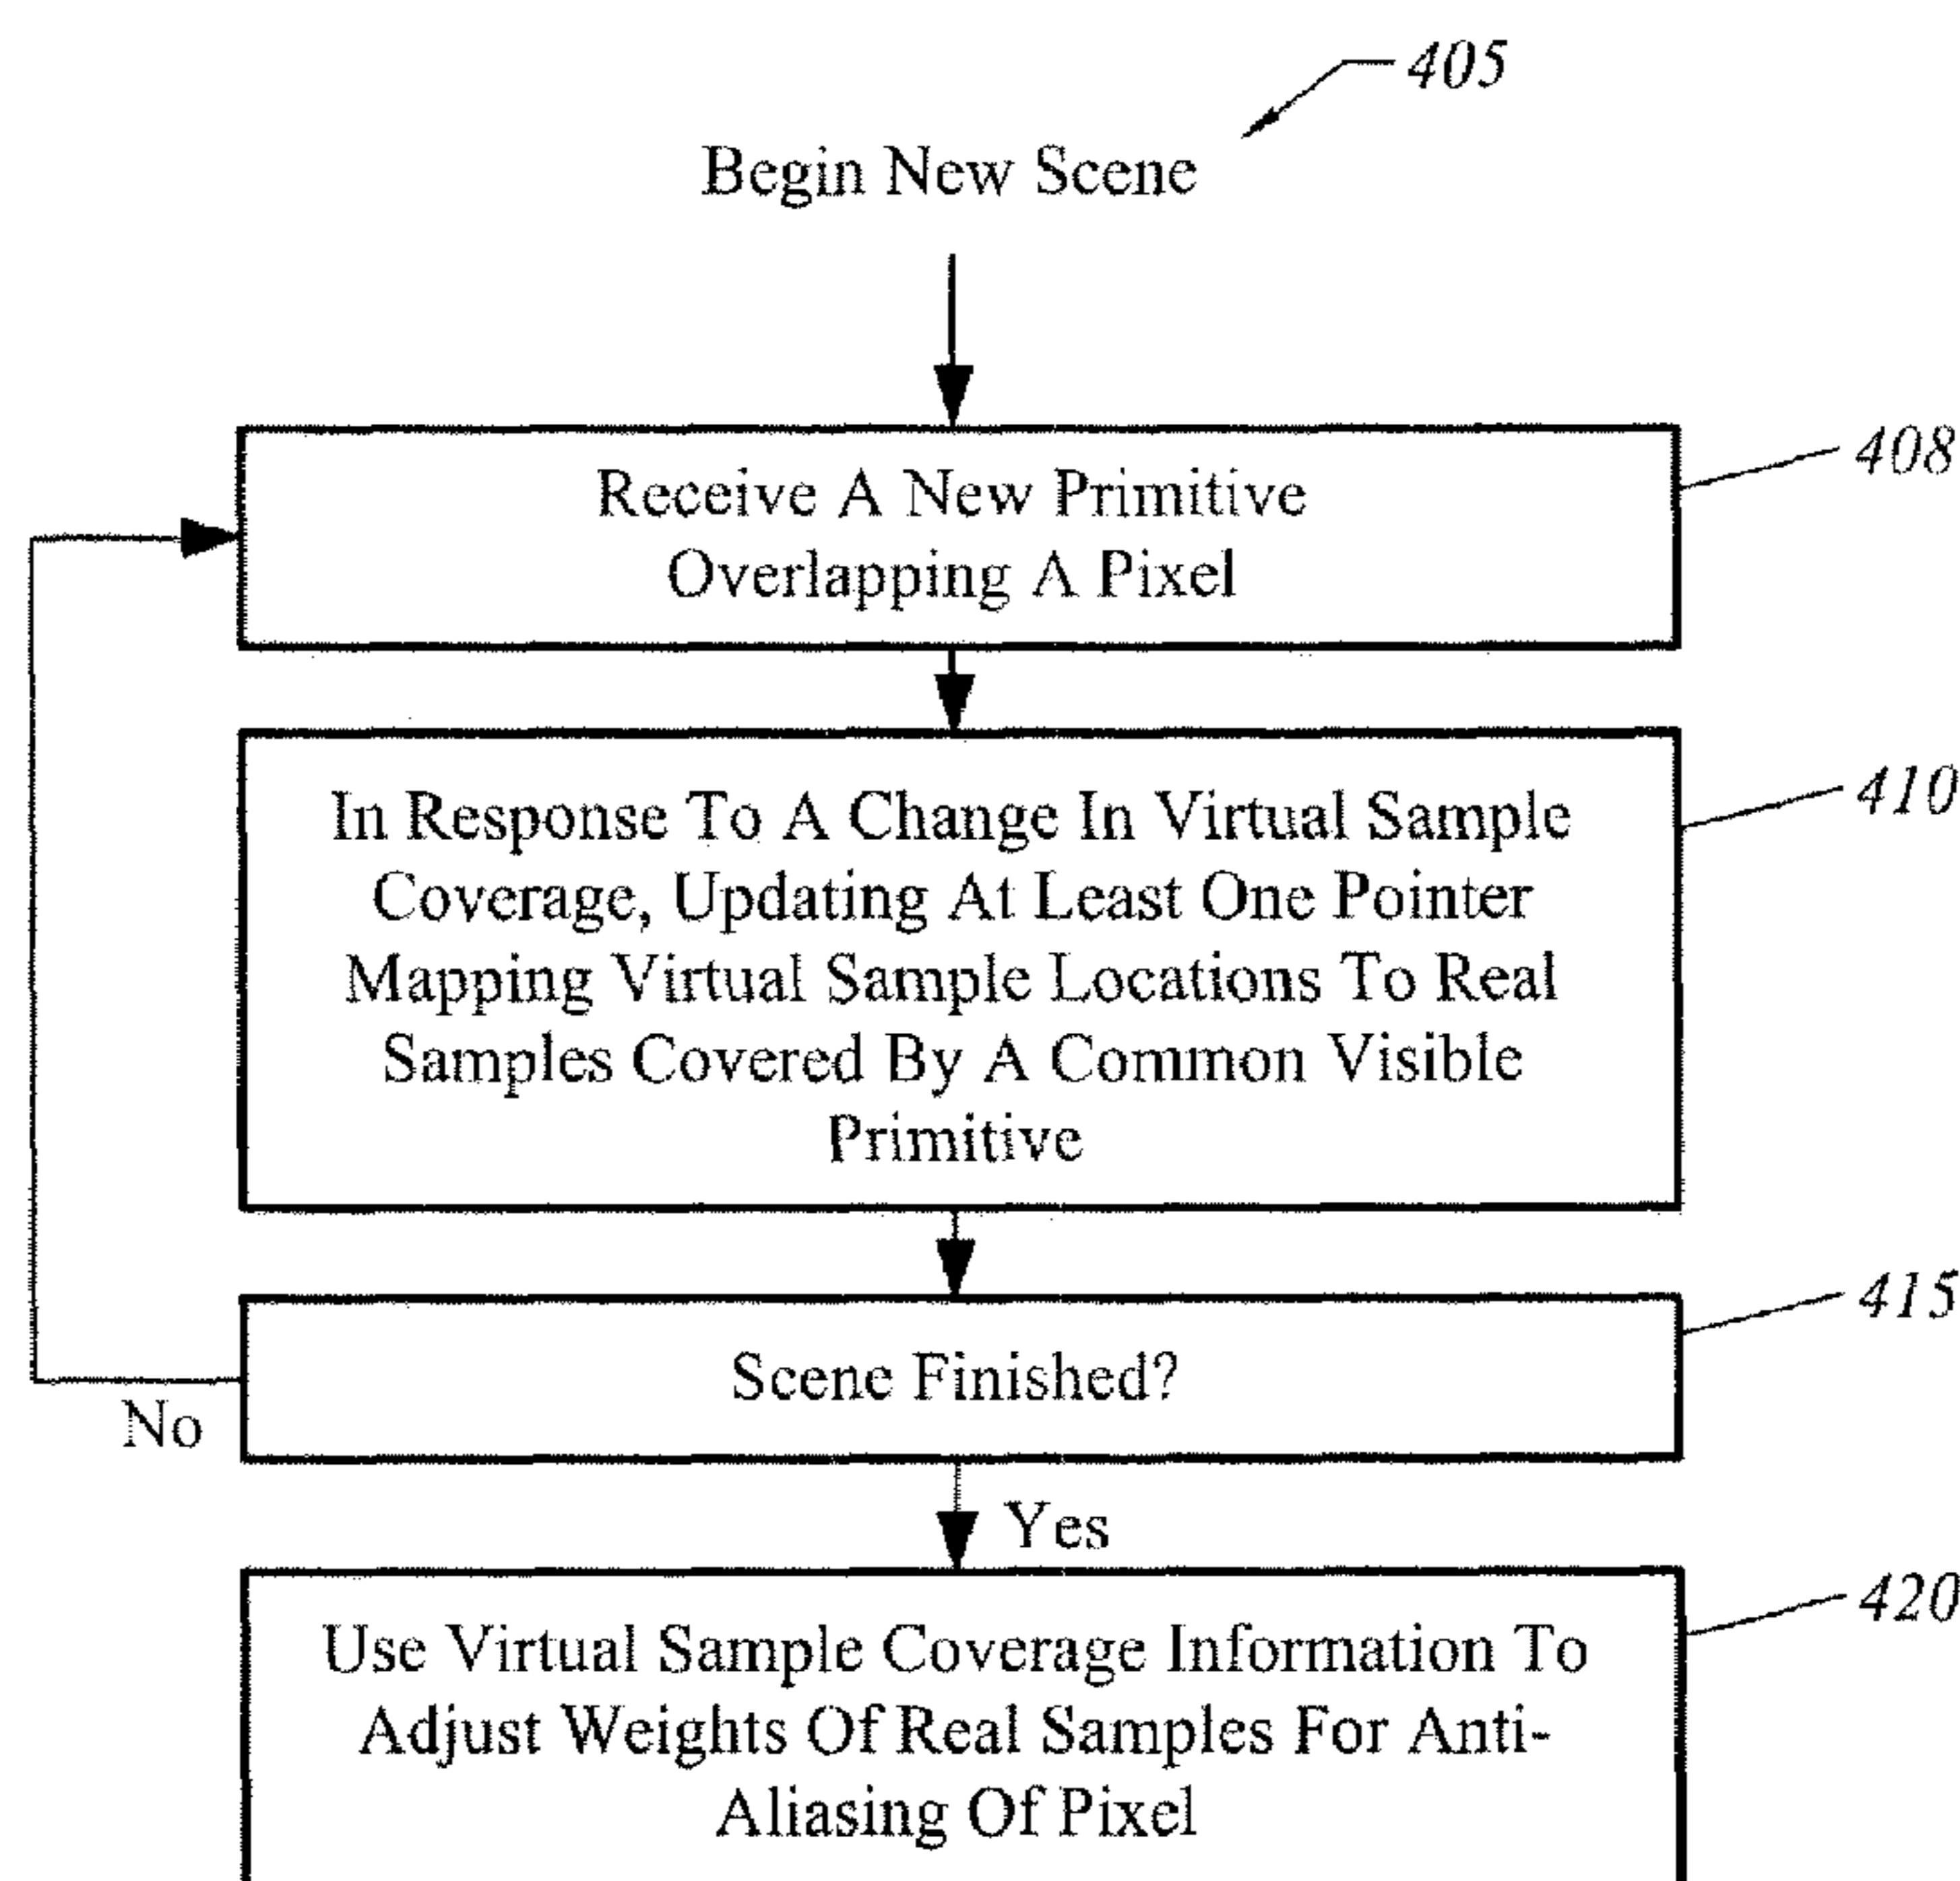 405
Begin New Scene
Receive A New Primitive
Overlapping A Pixel
408
In Response To A Change In Virtual Sample
Coverage, Updating At Least One Pointer
Mapping Virtual Sample Locations To Real
Samples Covered By A Common Visible
Primitive
410
Scene Finished?
415
No
Yes
Use Virtual Sample Coverage Information To
Adjust Weights Of Real Samples For Anti-
Aliasing Of Pixel
420